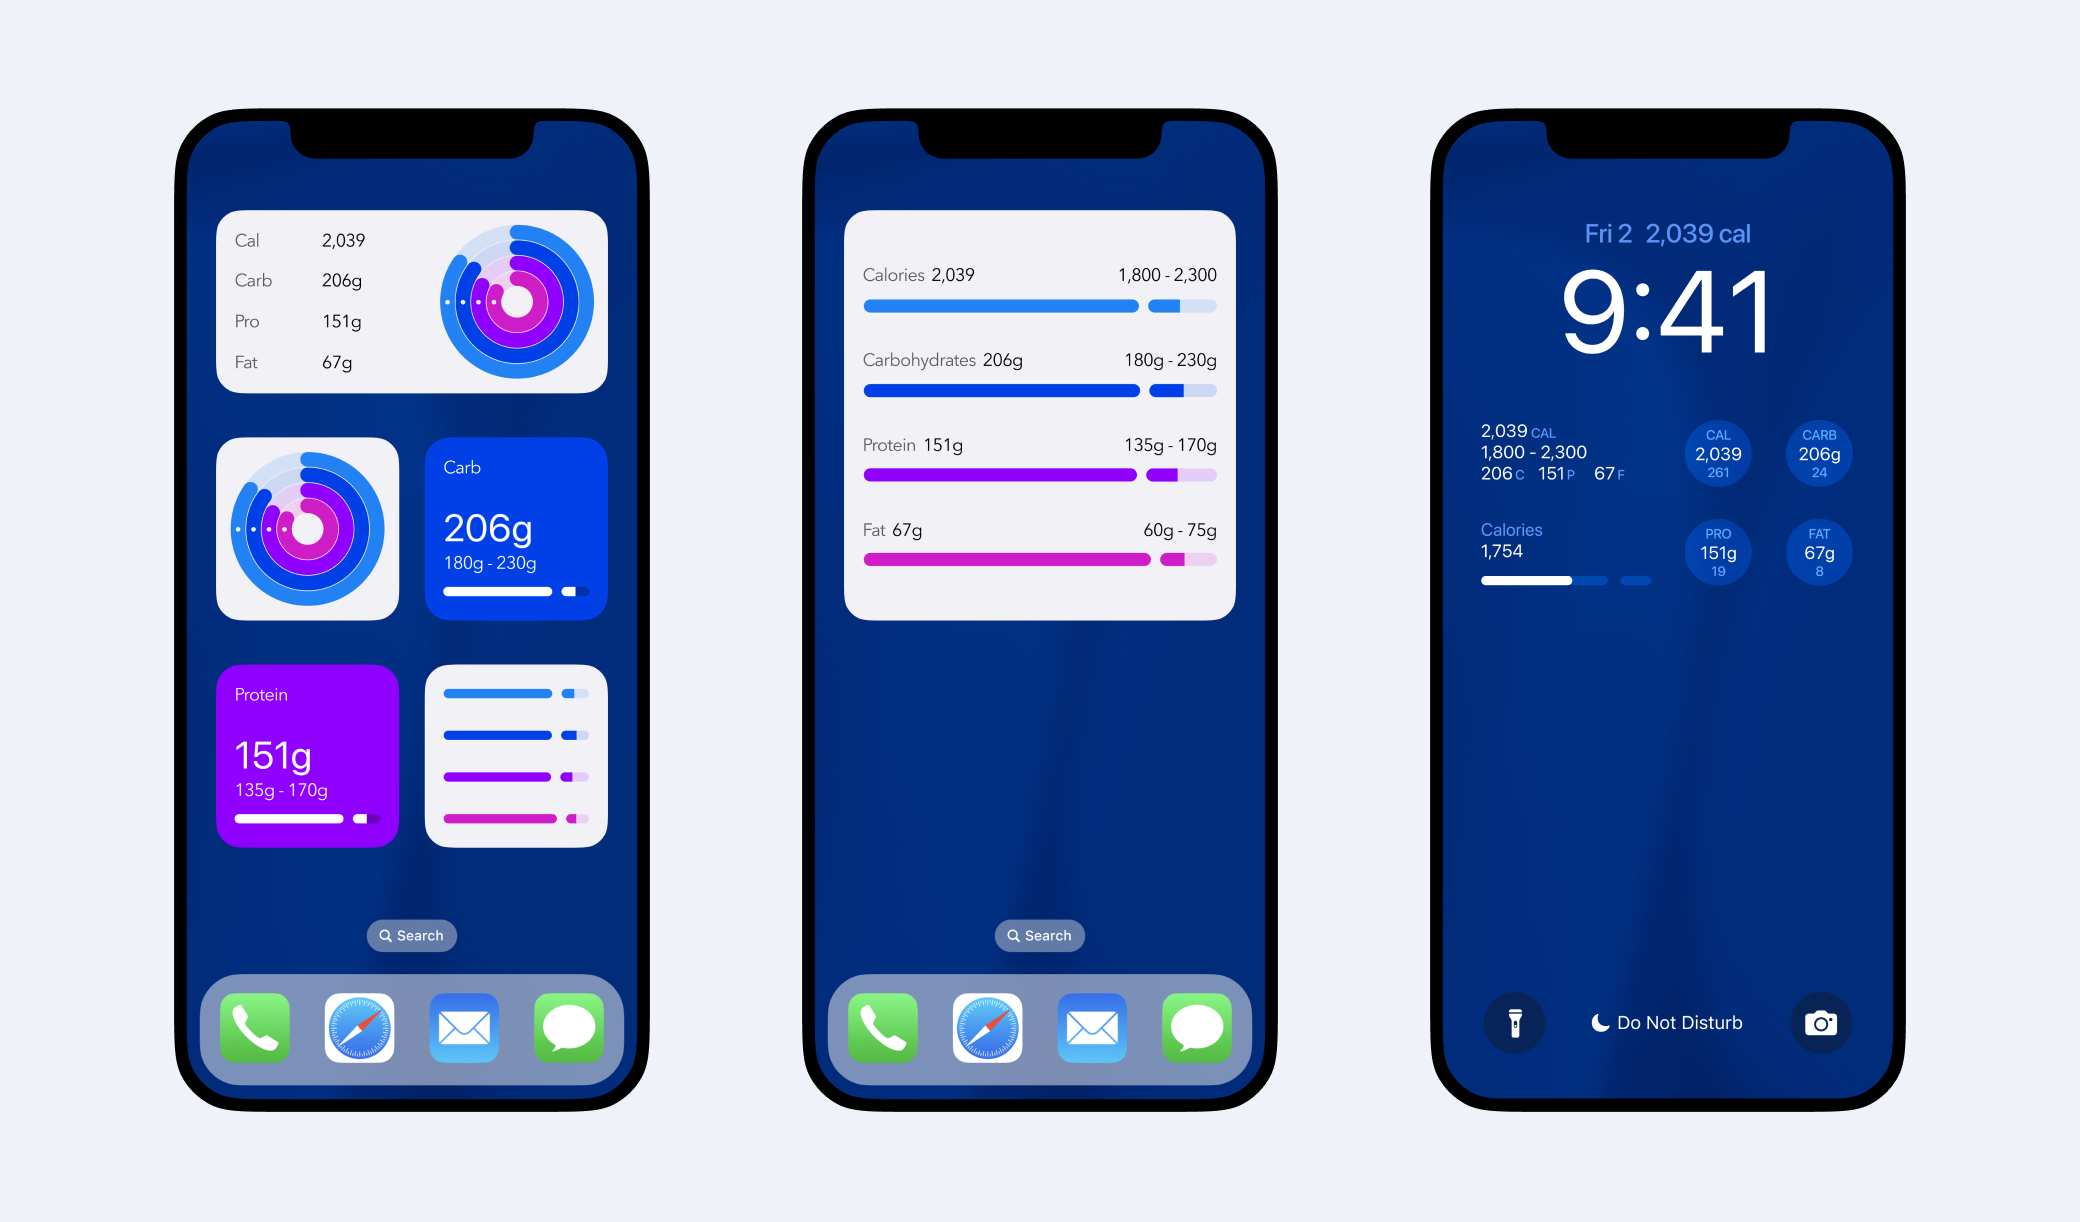 Cal 2,039
Carb 206g
Pro 151g
Fat 67g
Carb
206g
180g - 230g
Protein
151g
135g - 170g
Search
Calories 2,039 1,800 - 2,300
Carbohydrates 206g 180g - 230g
Protein 151g 135g - 170g
Fat 67g 60g - 75g
Search
Fri 2 2,039 cal
9:41
2,039 CAL
1,800 - 2,300
206 C 151 P 67 F
CAL
2,039
261
CARB
206g
24
Calories
1,754
PRO
151g
19
FAT
67g
8
Do Not Disturb